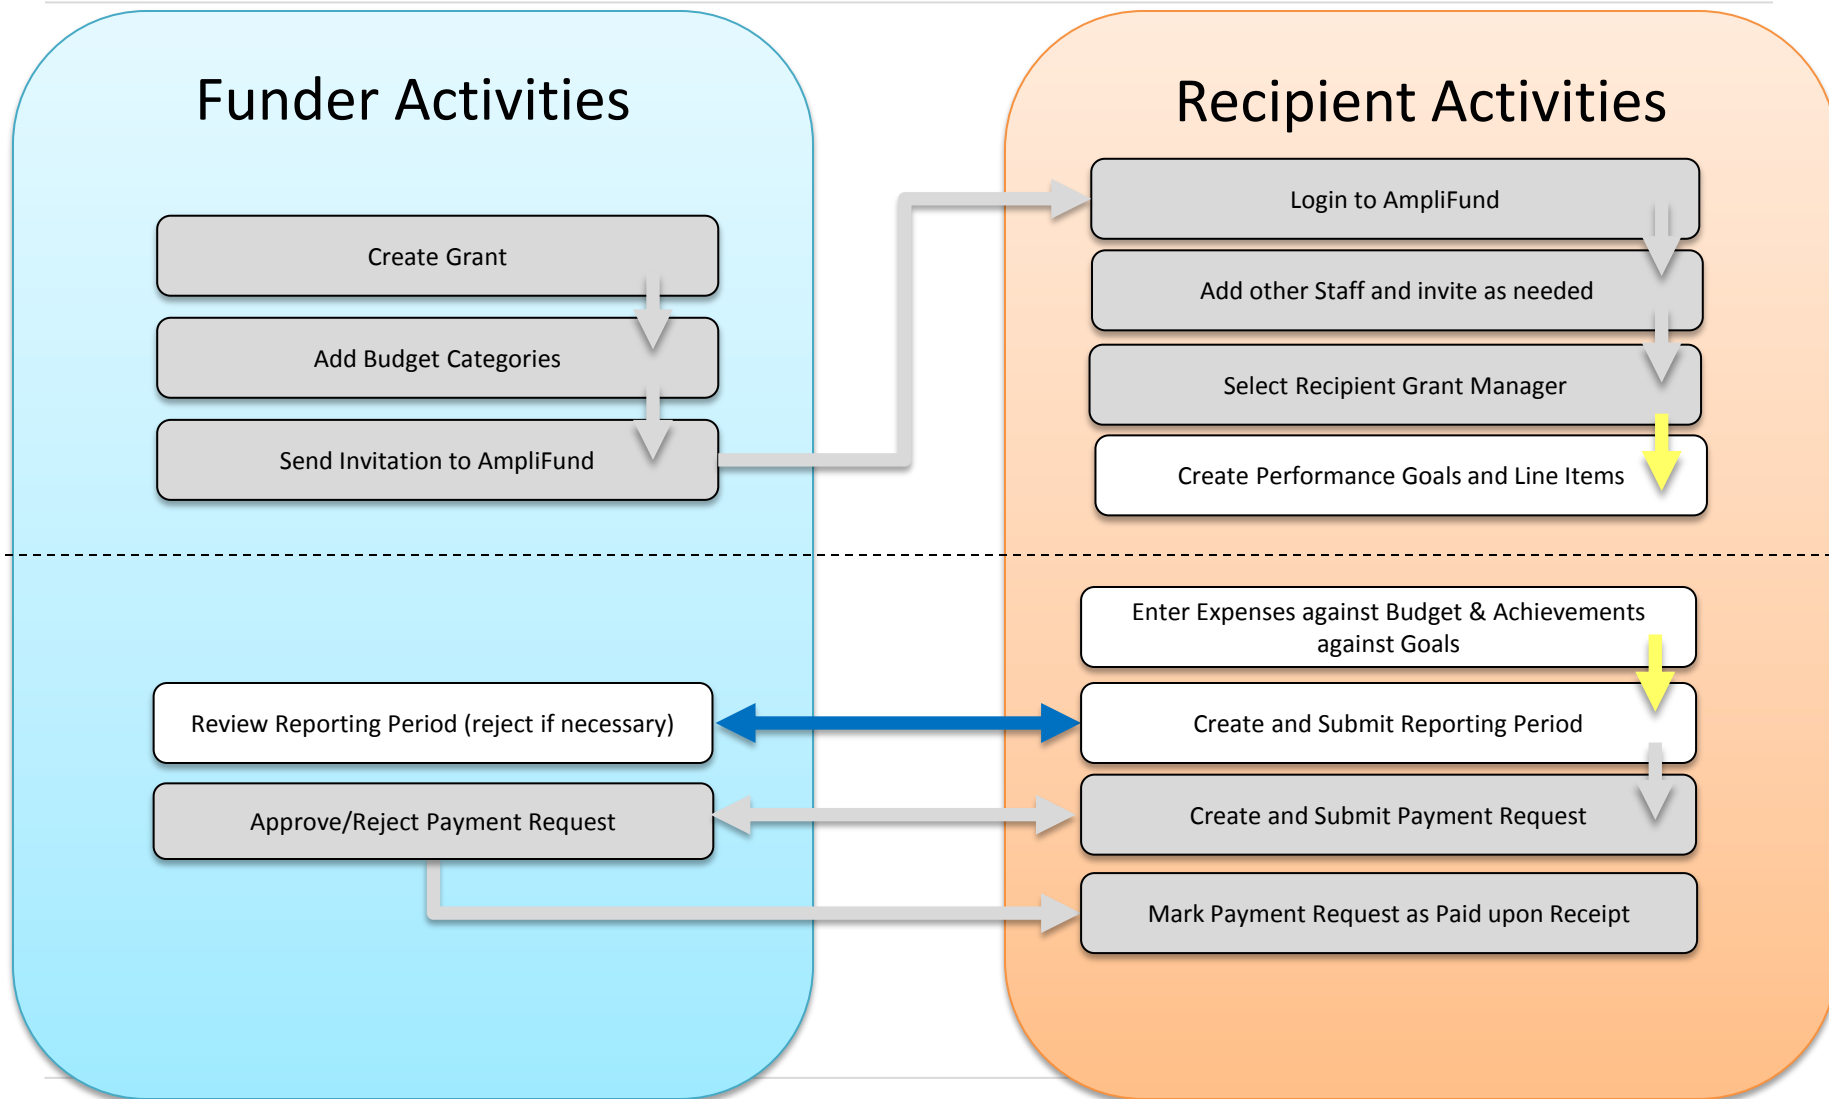 Funder Activities
Create Grant
Add Budget Categories
Send Invitation to AmpliFund
Review Reporting Period (reject if necessary)
Approve/Reject Payment Request
Recipient Activities
Login to AmpliFund
Add other Staff and invite as needed
Select Recipient Grant Manager
Create Performance Goals and Line Items
Enter Expenses against Budget & Achievements
against Goals
Create and Submit Reporting Period
Create and Submit Payment Request
Mark Payment Request as Paid upon Receipt